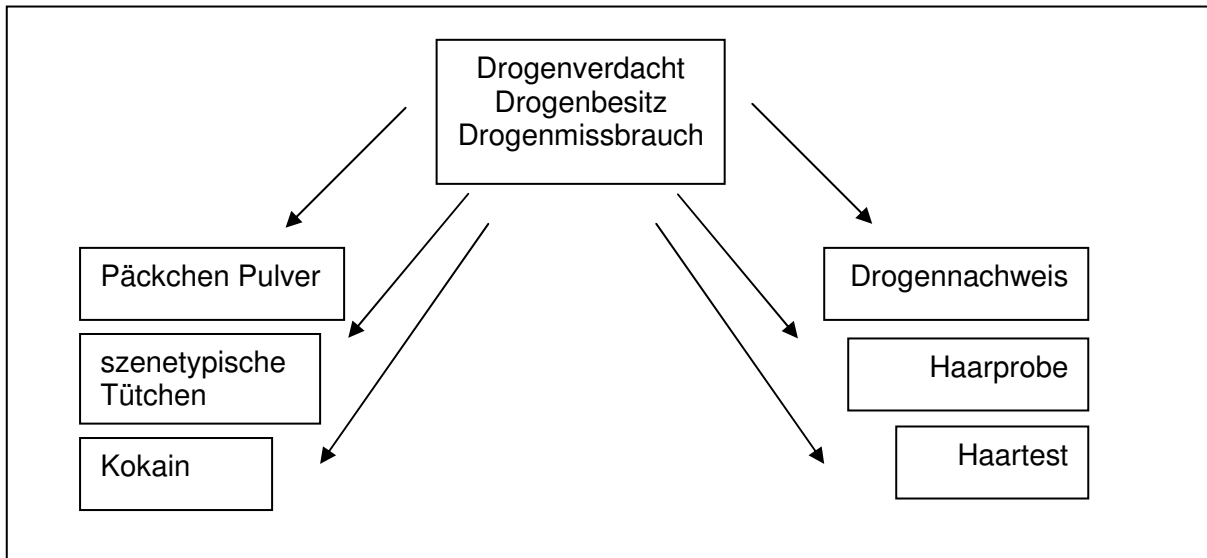 Drogenverdacht
Drogenbesitz
Drogenmissbrauch
Päckchen Pulver
szenetypische
Tütchen
Kokain
Drogennachweis
Haarprobe
Haartest